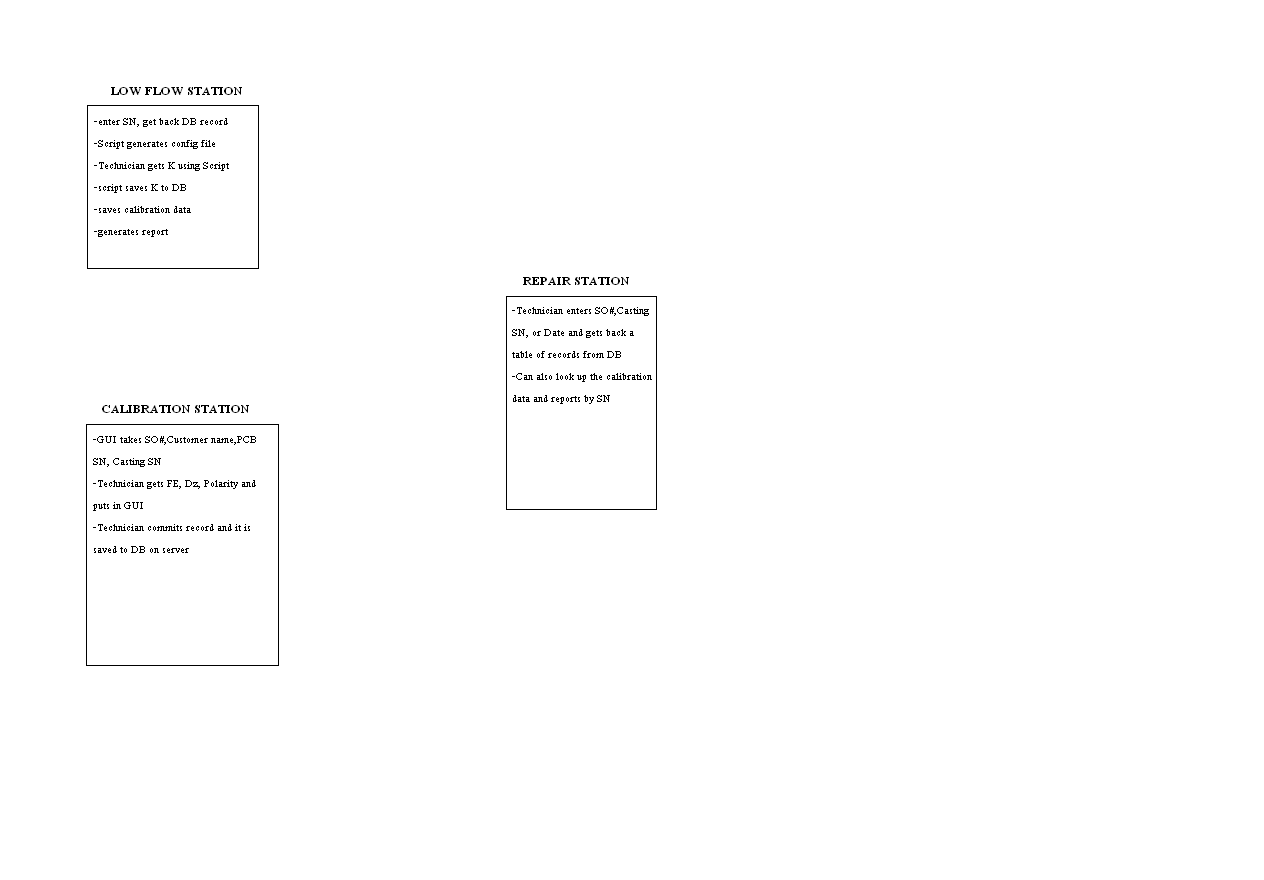 LOW FLOW STATION
-enter SN, get back DB record
-Script generates config file
-Technician gets K using Script
-script saves K to DB
-saves calibration data
-generates report
REPAIR STATION
-Technician enters SO#,Casting
SN, or Date and gets back a
table of records from DB
-Can also look up the calibration
data and reports by SN
CALIBRATION STATION
-GUI takes SO#,Customer name,PCB
SN, Casting SN
-Technician gets FE, Dz, Polarity and
puts in GUI
-Technician commits record and it is
saved to DB on server